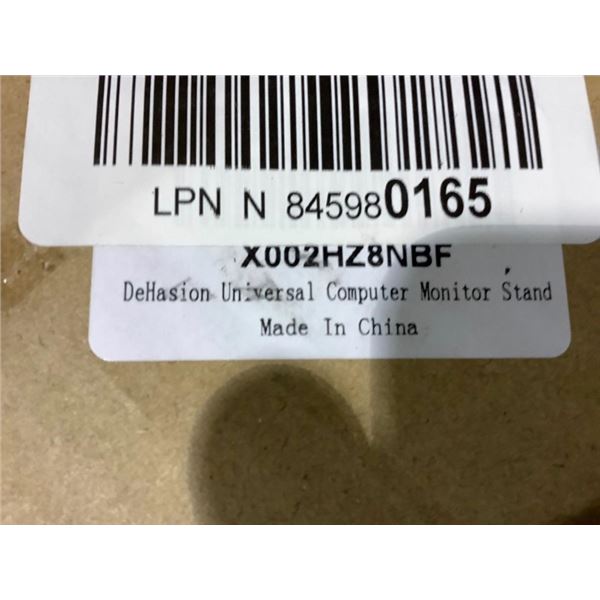 LPN N 845980165
X002HZ8NBF
DeHasion Universal Computer Monitor Stand
Made In China